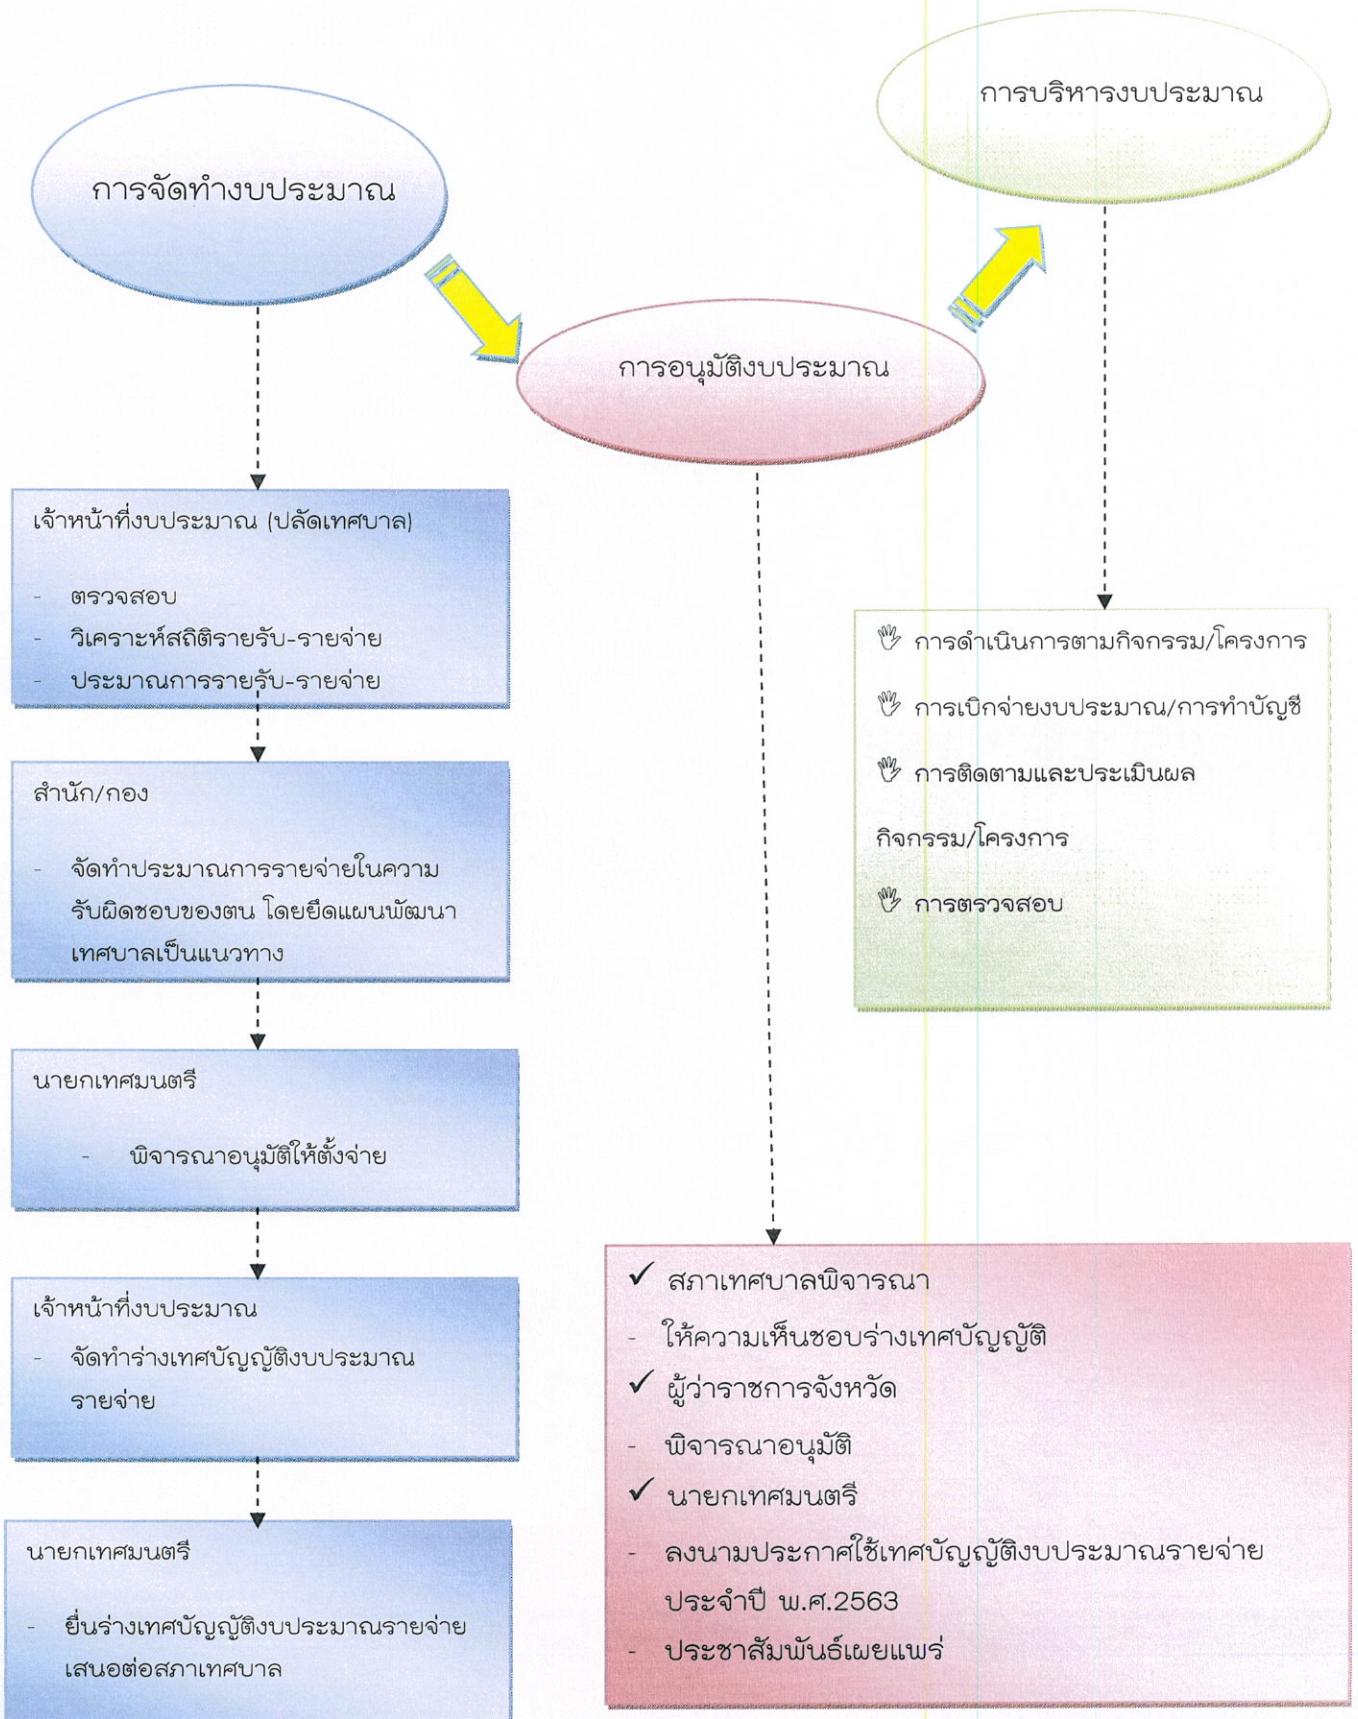 การจัดทำงบประมาณ
เจ้าหน้าที่งบประมาณ (ปลัดเทศบาล)
- ตรวจสอบ
- วิเคราะห์สถิติรายรับ-รายจ่าย
- ประมาณการรายรับ-รายจ่าย
สำนัก/กอง
- จัดทำประมาณการรายจ่ายในความ
รับผิดชอบของตน โดยยึดแผนพัฒนา
เทศบาลเป็นแนวทาง
นายกเทศมนตรี
- พิจารณาอนุมัติให้ตั้งจ่าย
เจ้าหน้าที่งบประมาณ
- จัดทำร่างเทศบัญญัติงบประมาณ
รายจ่าย
นายกเทศมนตรี
- ยื่นร่างเทศบัญญัติงบประมาณรายจ่าย
เสนอต่อสภาเทศบาล
การอนุมัติงบประมาณ
✓ สภาเทศบาลพิจารณา
- ให้ความเห็นชอบร่างเทศบัญญัติ
✓ ผู้ว่าราชการจังหวัด
- พิจารณาอนุมัติ
✓ นายกเทศมนตรี
- ลงนามประกาศใช้เทศบัญญัติงบประมาณรายจ่าย
ประจำปี พ.ศ.2563
- ประชาสัมพันธ์เผยแพร่
การบริหารงบประมาณ
การดำเนินการตามกิจกรรม/โครงการ
การเบิกจ่ายงบประมาณ/การทำบัญชี
การติดตามและประเมินผล
กิจกรรม/โครงการ
การตรวจสอบ